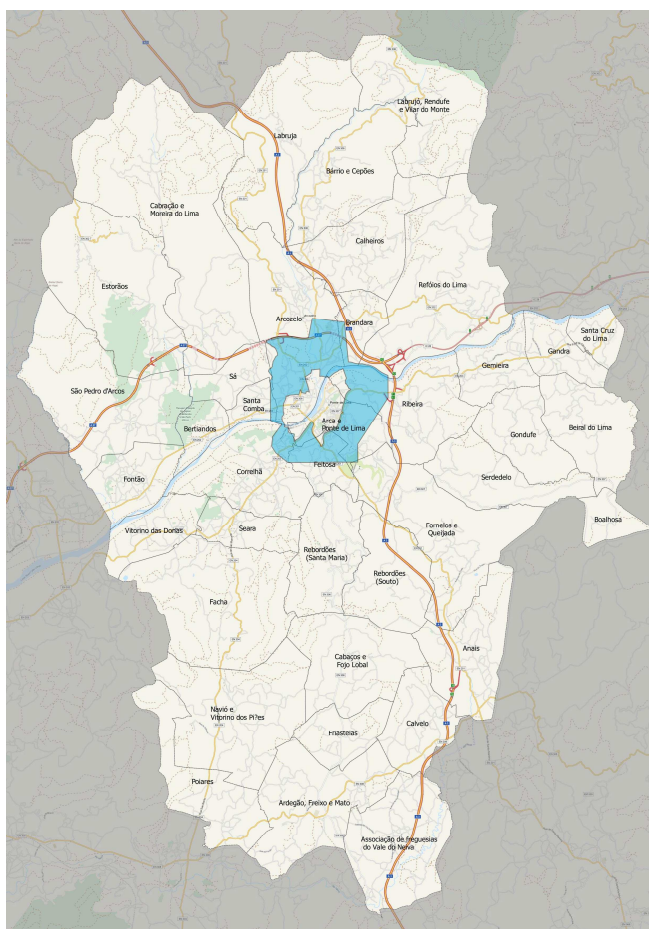 Labrujó, Rendufe
e Vilar do Monte
Labruja
Bárrio e Cepões
Cabração e
Moreira do Lima
Calheiros
Estorãos
Refóios do Lima
Arcozelo
Brandara
Santa Cruz
do Lima
Gandra
Gemieira
Sá
São Pedro d'Arcos
Santa
Comba
Ribeira
Arca e
Ponte de Lima
Bertiandos
Beiral do Lima
Gondufe
Feitosa
Correlhã
Fontão
Serdedelo
Boalhosa
Vitorino das Donas
Seara
Fornelos e
Queijada
Rebordões
(Santa Maria)
Rebordões
(Souto)
Facha
Anais
Cabaços e
Fojo Lobal
Navió e
Vitorino dos Pi?es
Calvelo
Friastelas
Poiares
Ardegão, Freixo e Mato
Associação de freguesias
do Vale do Neiva